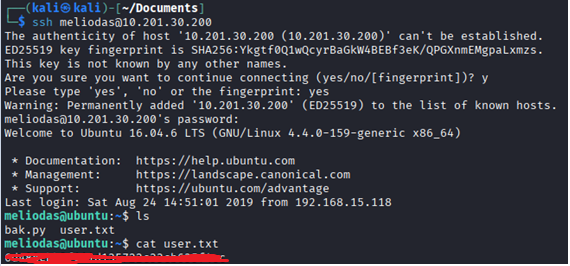 (kali㉿kali)-[~/Documents]
$ ssh meliodas@10.201.30.200
The authenticity of host '10.201.30.200 (10.201.30.200)' can't be established.
ED25519 key fingerprint is SHA256:Ykgtf0Q1wQcyrBaGkW4BEBf3eK/QPGXnmEMgpaLxmzs.
This key is not known by any other names.
Are you sure you want to continue connecting (yes/no/[fingerprint])? y
Please type 'yes', 'no' or the fingerprint: yes
Warning: Permanently added '10.201.30.200' (ED25519) to the list of known hosts.
meliodas@10.201.30.200's password:
Welcome to Ubuntu 16.04.6 LTS (GNU/Linux 4.4.0-159-generic x86_64)
* Documentation: https://help.ubuntu.com
* Management: https://landscape.canonical.com
* Support: https://ubuntu.com/advantage
Last login: Sat Aug 24 14:51:01 2019 from 192.168.15.118
meliodas@ubuntu:~$ ls
bak.py user.txt
meliodas@ubuntu:~$ cat user.txt